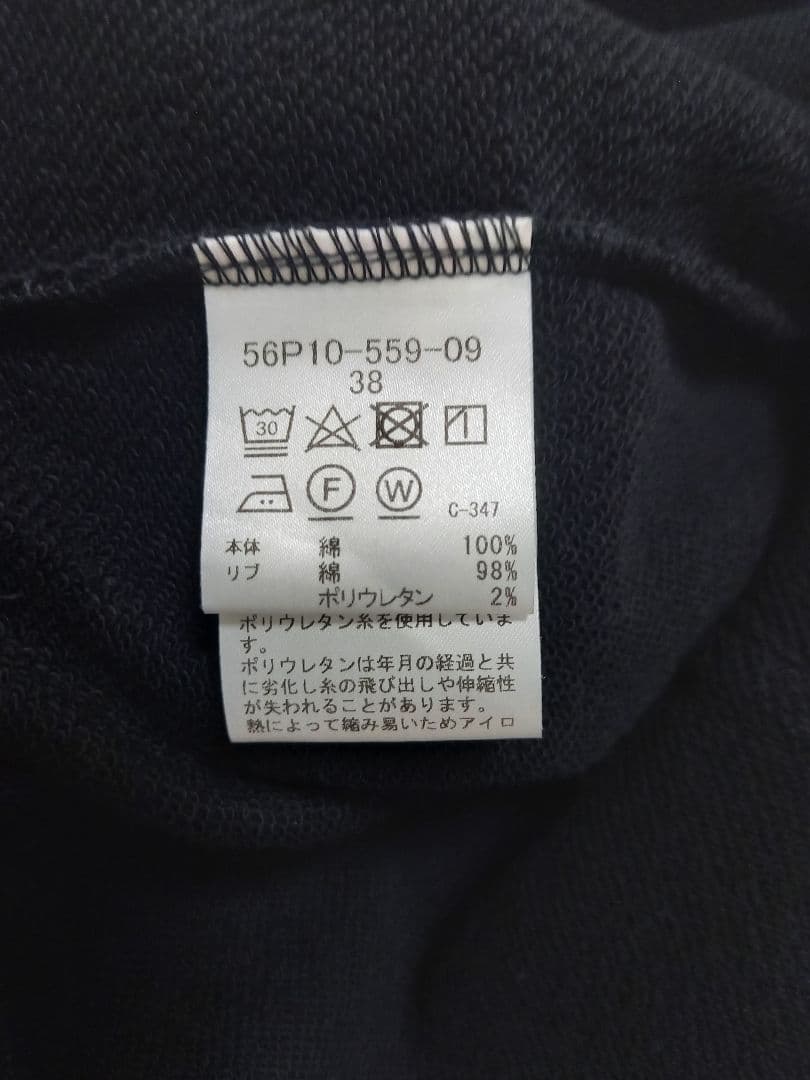 56P10-559-09
38
30
F W C-347
本体 綿 100%
リブ 綿 98%
ポリウレタン 2%
ポリウレタン糸を使用していま
す。
ポリウレタンは年月の経過と共
に劣化し糸の飛び出しや伸縮性
が失われることがあります。
熱によって縮み易いためアイロ